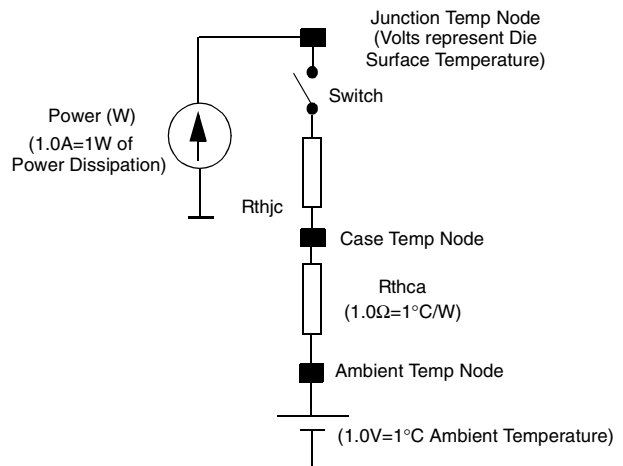 Junction Temp Node
(Volts represent Die
Surface Temperature)
Switch
Power (W)
(1.0A=1W of
Power Dissipation)
Rthjc
Case Temp Node
Rthca
(1.0Ω=1°C/W)
Ambient Temp Node
(1.0V=1°C Ambient Temperature)